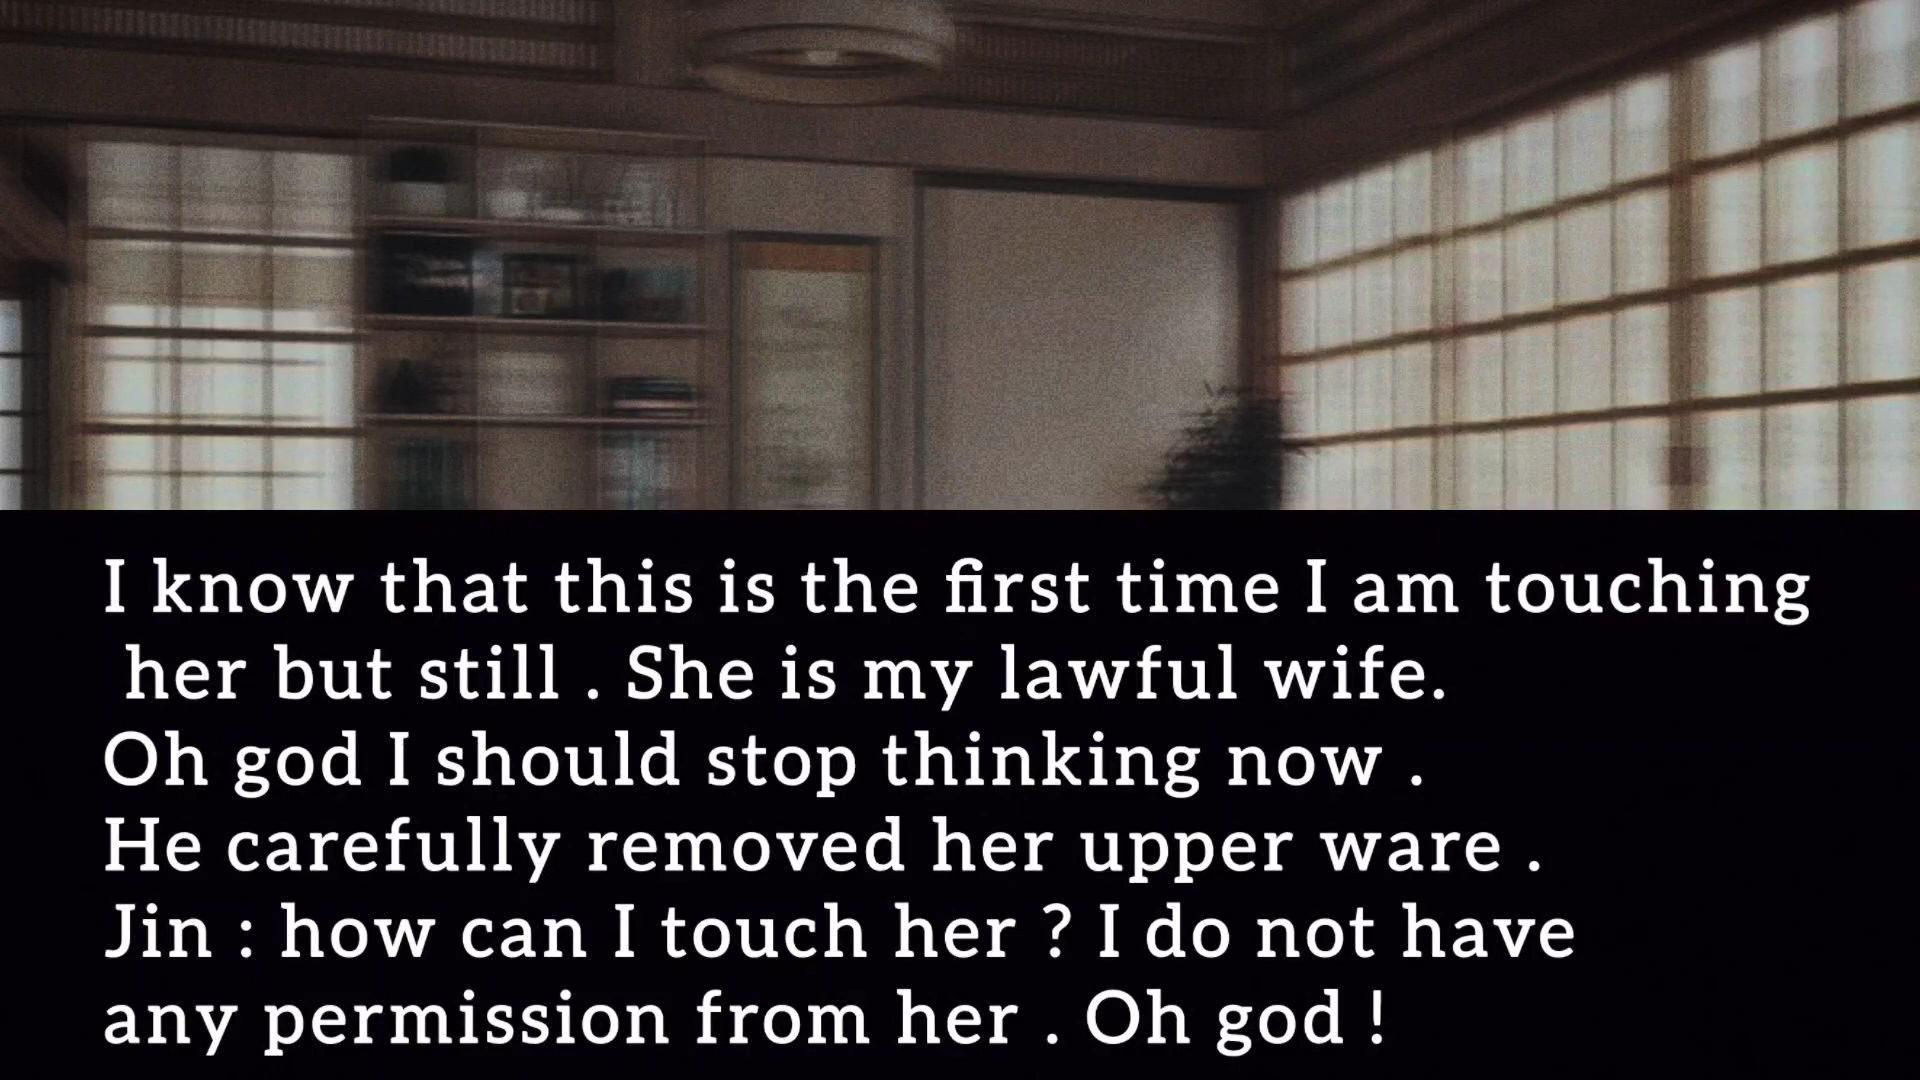 I know that this is the first time I am touching
her but still . She is my lawful wife.
Oh god I should stop thinking now .
He carefully removed her upper ware .
Jin : how can I touch her ? I do not have
any permission from her . Oh god !